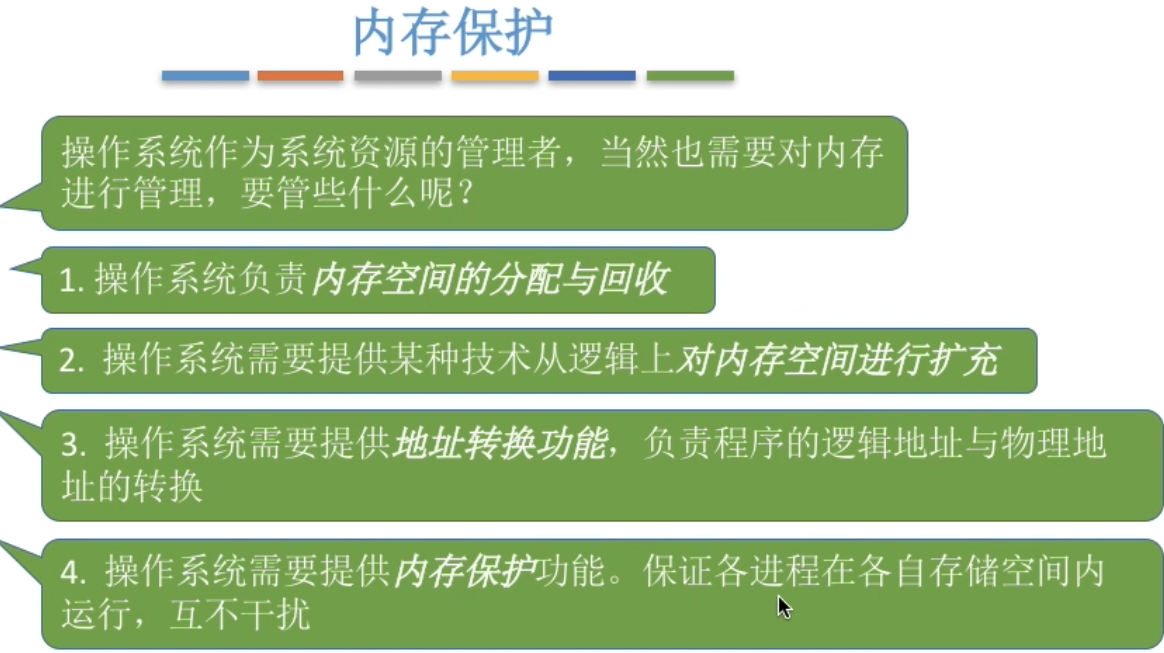 内存保护
操作系统作为系统资源的管理者，当然也需要对内存
进行管理，要管些什么呢？
1. 操作系统负责内存空间的分配与回收
2. 操作系统需要提供某种技术从逻辑上对内存空间进行扩充
3. 操作系统需要提供地址转换功能，负责程序的逻辑地址与物理地
址的转换
4. 操作系统需要提供内存保护功能。保证各进程在各自存储空间内
运行，互不干扰